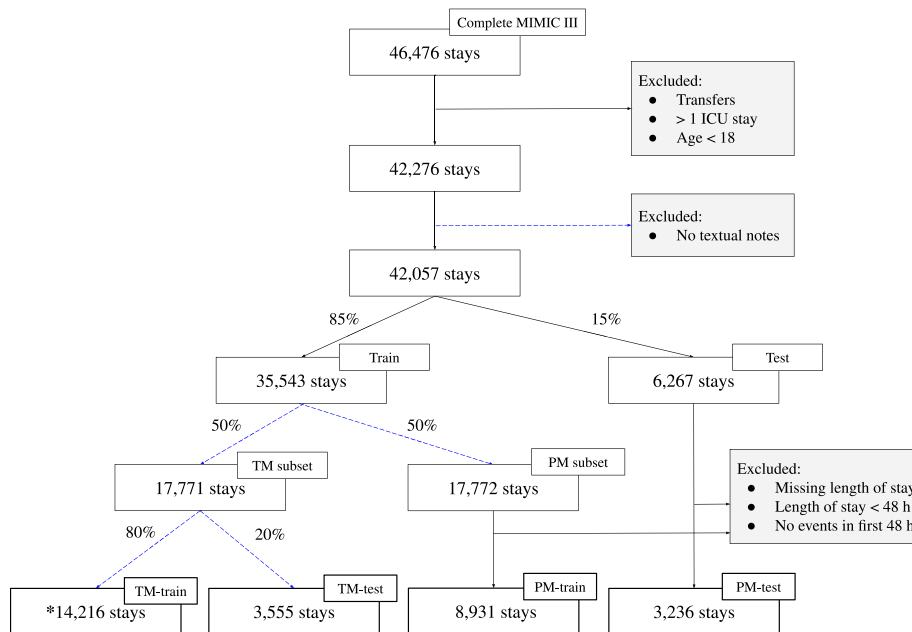 Complete MIMIC III
46,476 stays
Excluded:
● Transfers
● > 1 ICU stay
● Age < 18
42,276 stays
Excluded:
● No textual notes
42,057 stays
85%
15%
Train
35,543 stays
Test
6,267 stays
50%
50%
TM subset
17,771 stays
PM subset
17,772 stays
Excluded:
● Missing length of stay
● Length of stay < 48 h
● No events in first 48 h
80%
20%
TM-train
*14,216 stays
TM-test
3,555 stays
PM-train
8,931 stays
PM-test
3,236 stays